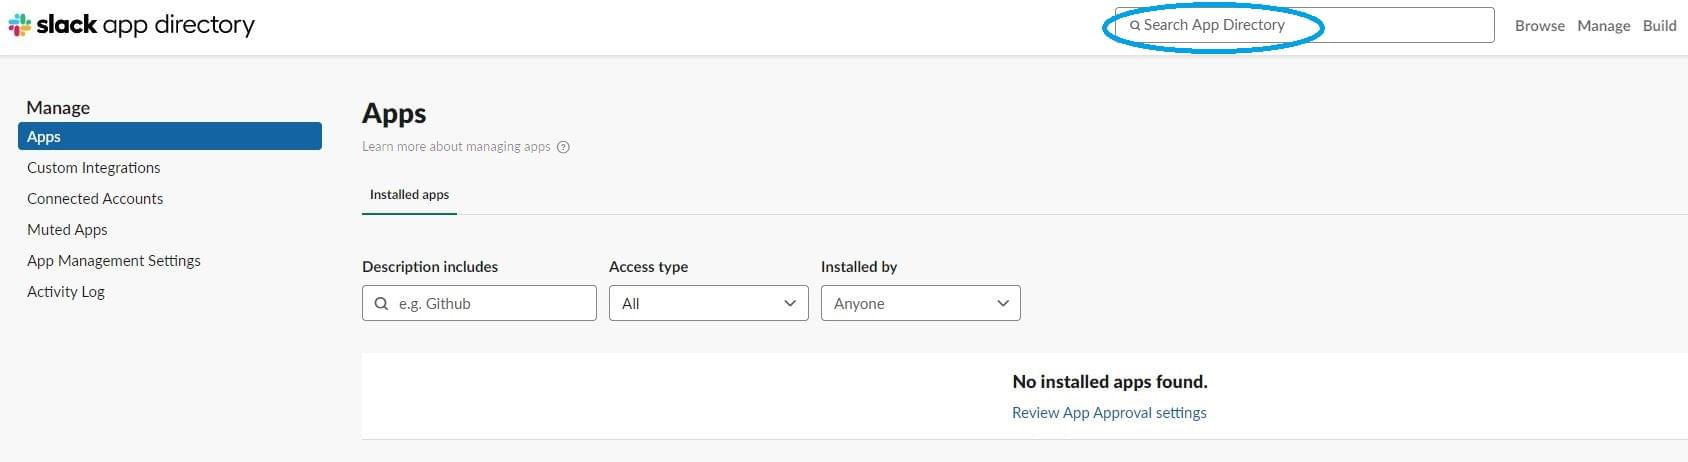 slack app directory
Search App Directory
Browse Manage Build
Manage
Apps
Custom Integrations
Connected Accounts
Muted Apps
App Management Settings
Activity Log
Apps
Learn more about managing apps ?
Installed apps
Description includes
e.g. Github
Access type
All
Installed by
Anyone
No installed apps found.
Review App Approval settings